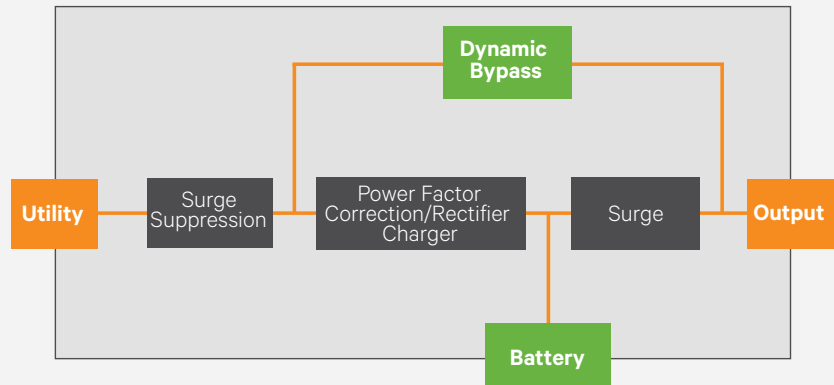 Dynamic
Bypass
Utility
Surge
Suppression
Power Factor
Correction/Rectifier
Charger
Surge
Output
Battery